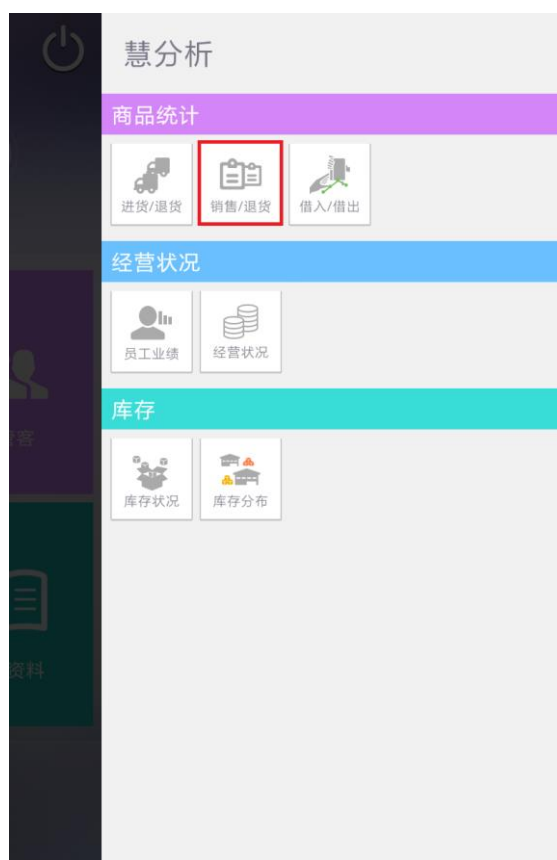 慧分析
商品统计
进货/退货 销售/退货 借入/借出
经营状况
员工业绩 经营状况
库存
库存状况 库存分布
客
资料